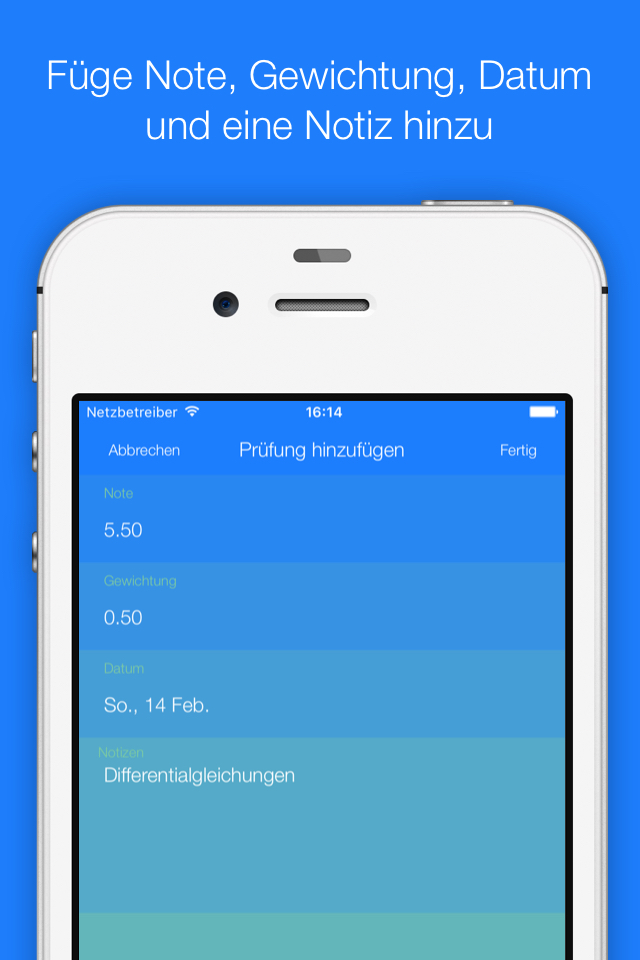 Füge Note, Gewichtung, Datum
und eine Notiz hinzu
Netzbetreiber 16:14
Abbrechen Prüfung hinzufügen Fertig
Note
5.50
Gewichtung
0.50
Datum
So., 14 Feb.
Notizen
Differentialgleichungen